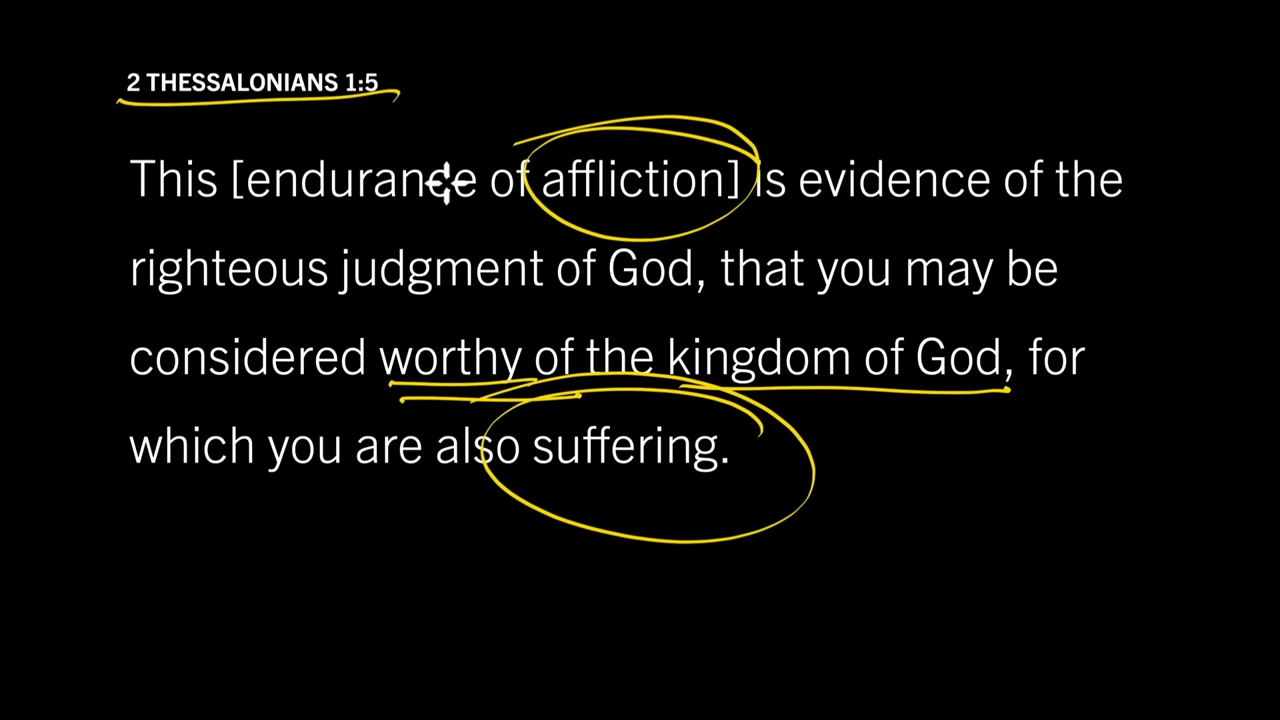 2 THESSALONIANS 1:5
This [endurance of affliction] is evidence of the
righteous judgment of God, that you may be
considered worthy of the kingdom of God, for
which you are also suffering.